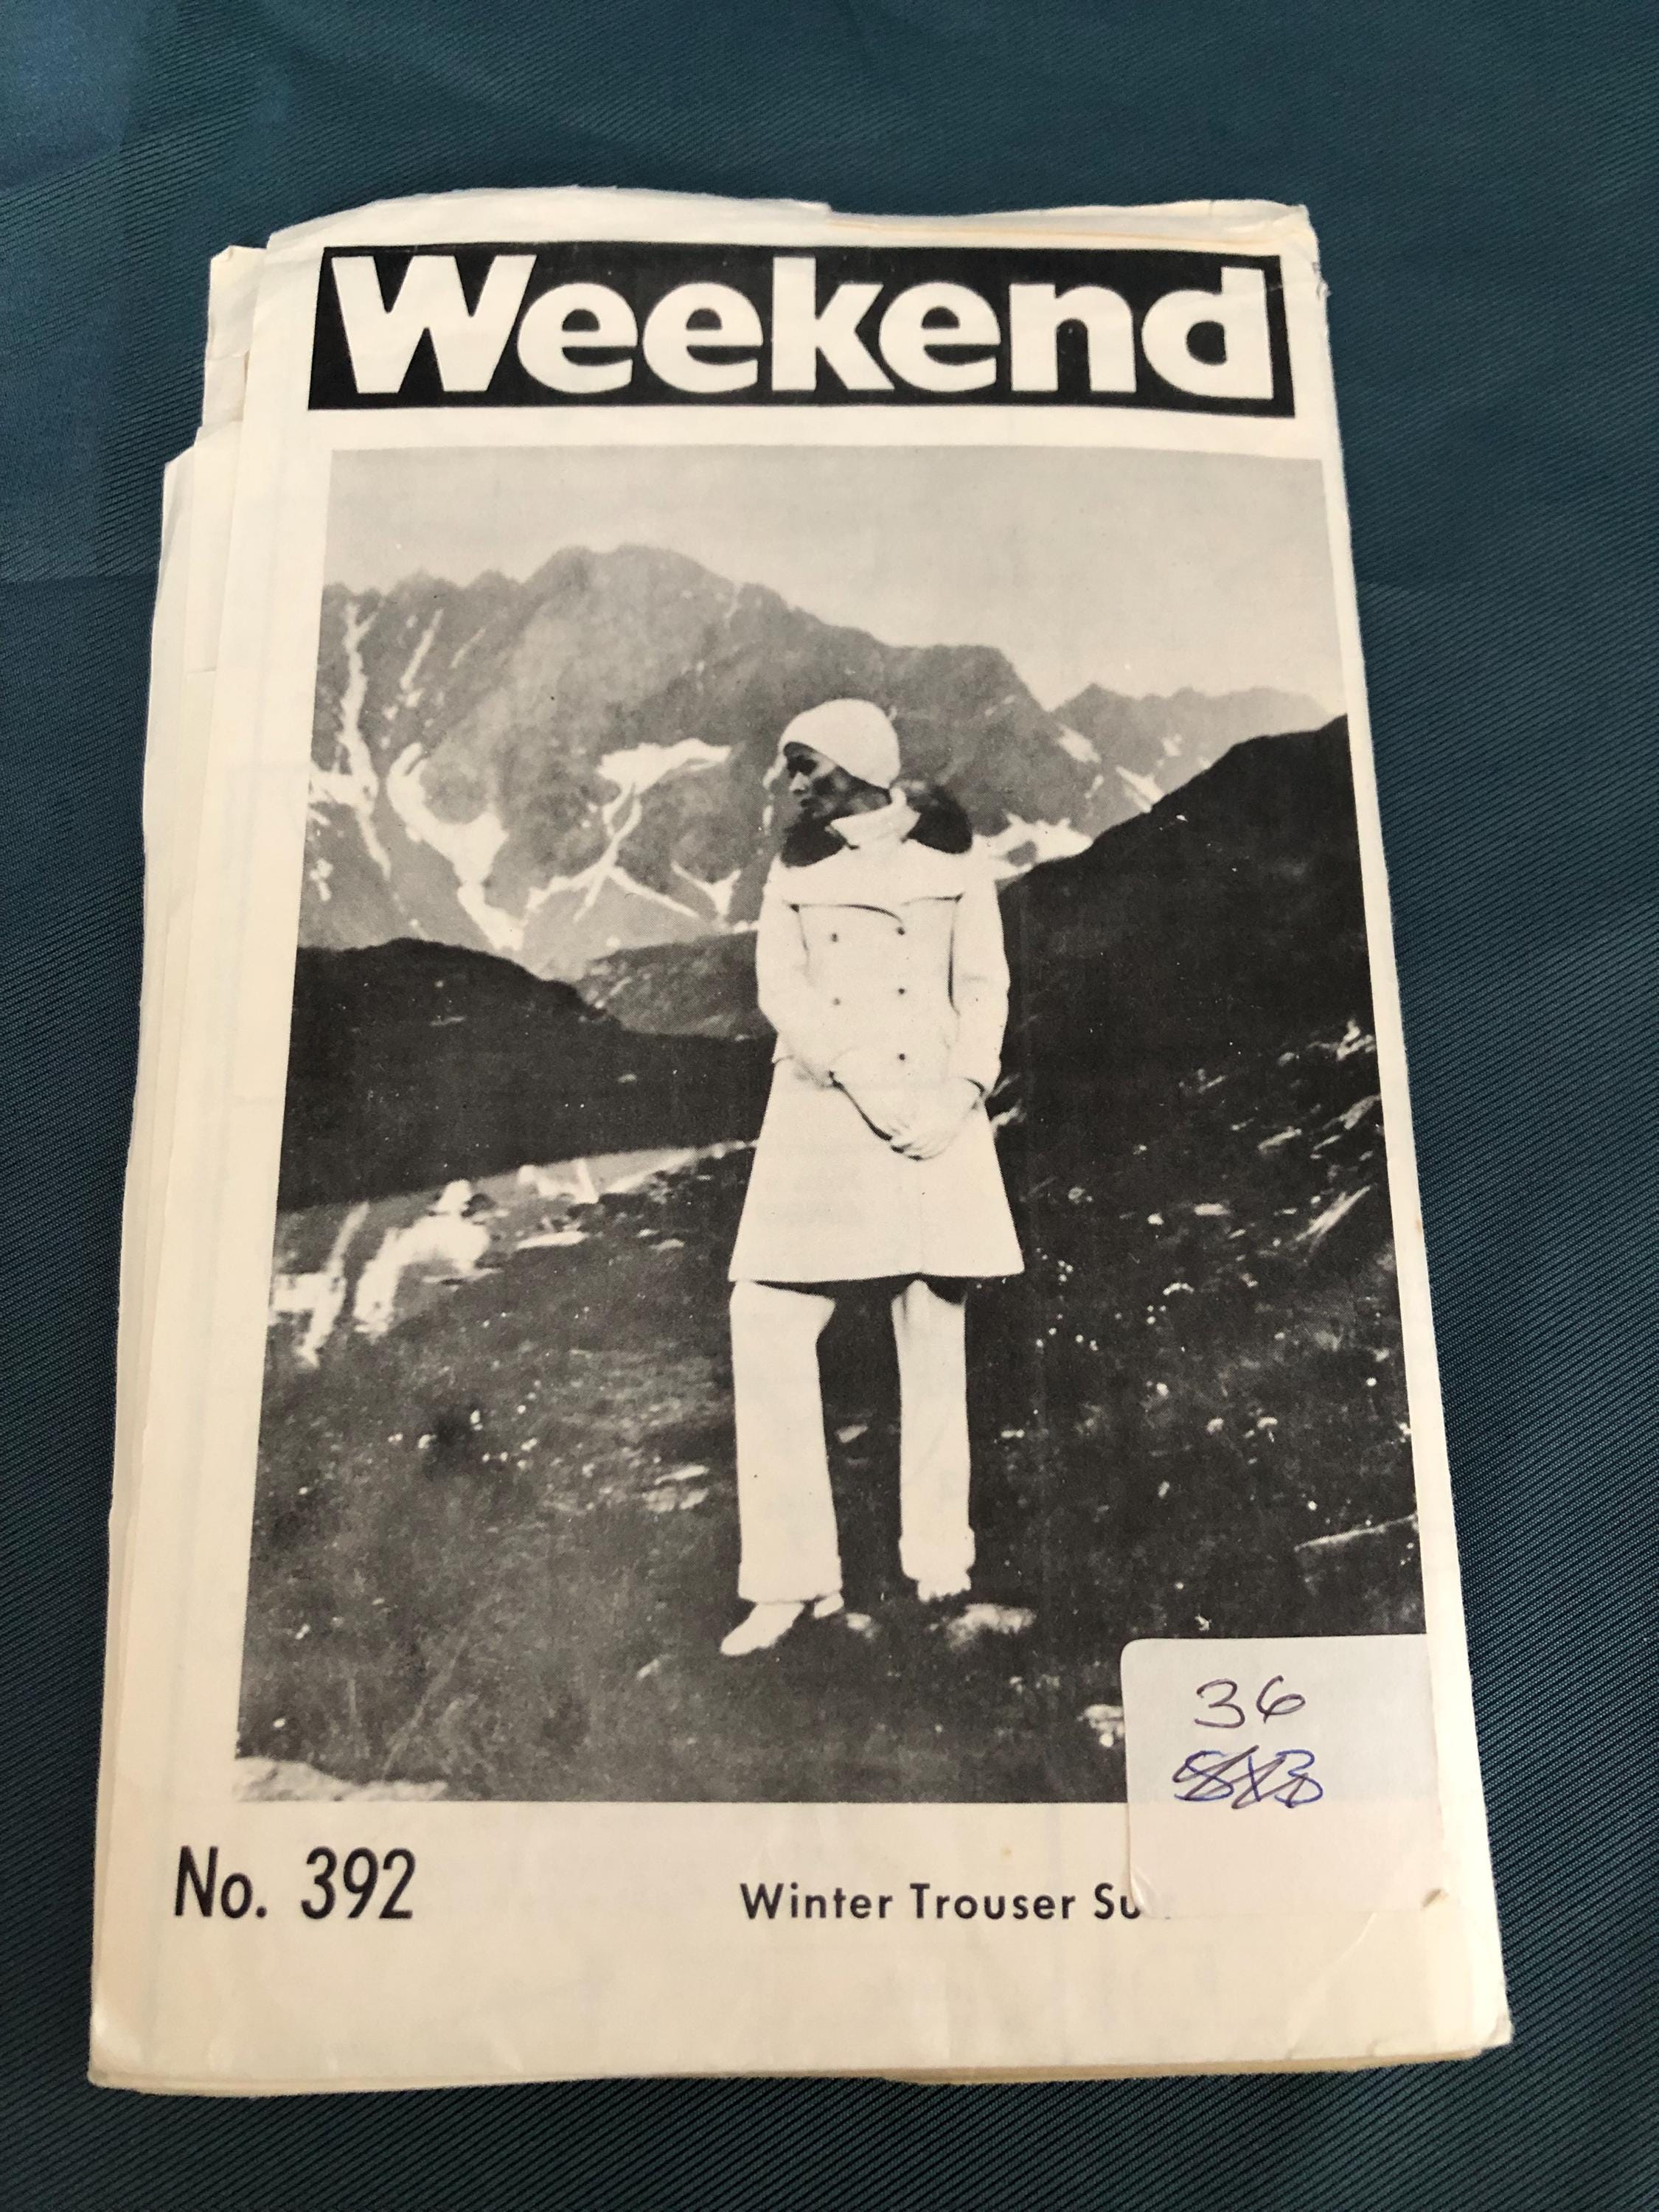 Weekend
36
No. 392
Winter Trouser Su